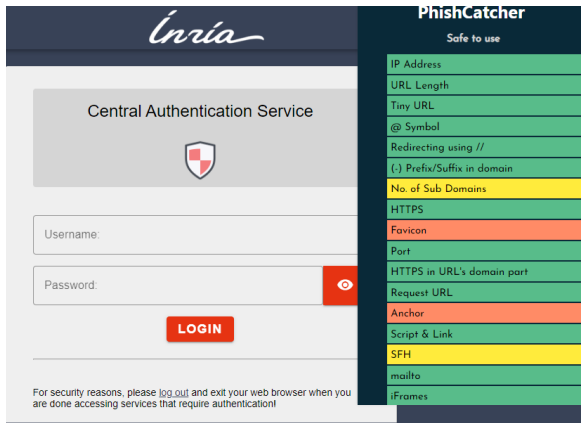 Inria
Central Authentication Service
Username:
Password:
LOGIN
For security reasons, please log out and exit your web browser when you
are done accessing services that require authentication!
PhishCatcher
Safe to use
IP Address
URL Length
Tiny URL
@ Symbol
Redirecting using //
(-) Prefix/Suffix in domain
No. of Sub Domains
HTTPS
Favicon
Port
HTTPS in URL's domain part
Request URL
Anchor
Script & Link
SFH
mailto
iFrames